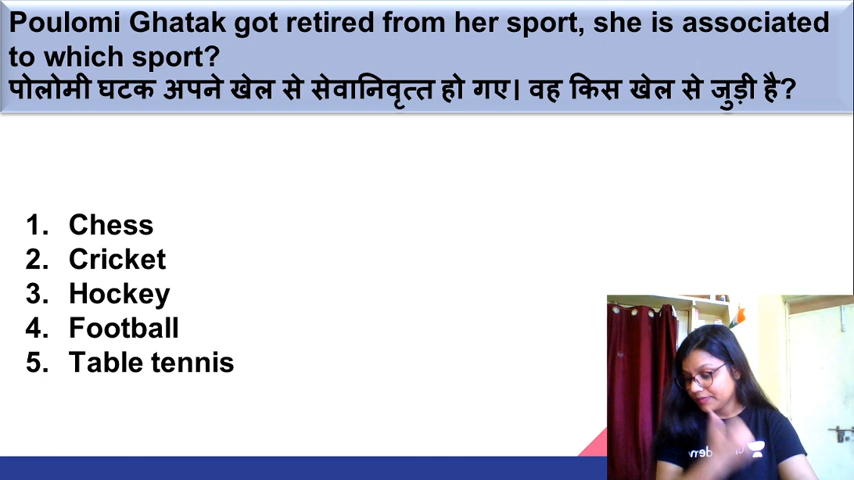 Poulomi Ghatak got retired from her sport, she is associated
to which sport?
पोलोमी घटक अपने खेल से सेवानिवृत्त हो गए। वह किस खेल से जुड़ी है?
1. Chess
2. Cricket
3. Hockey
4. Football
5. Table tennis